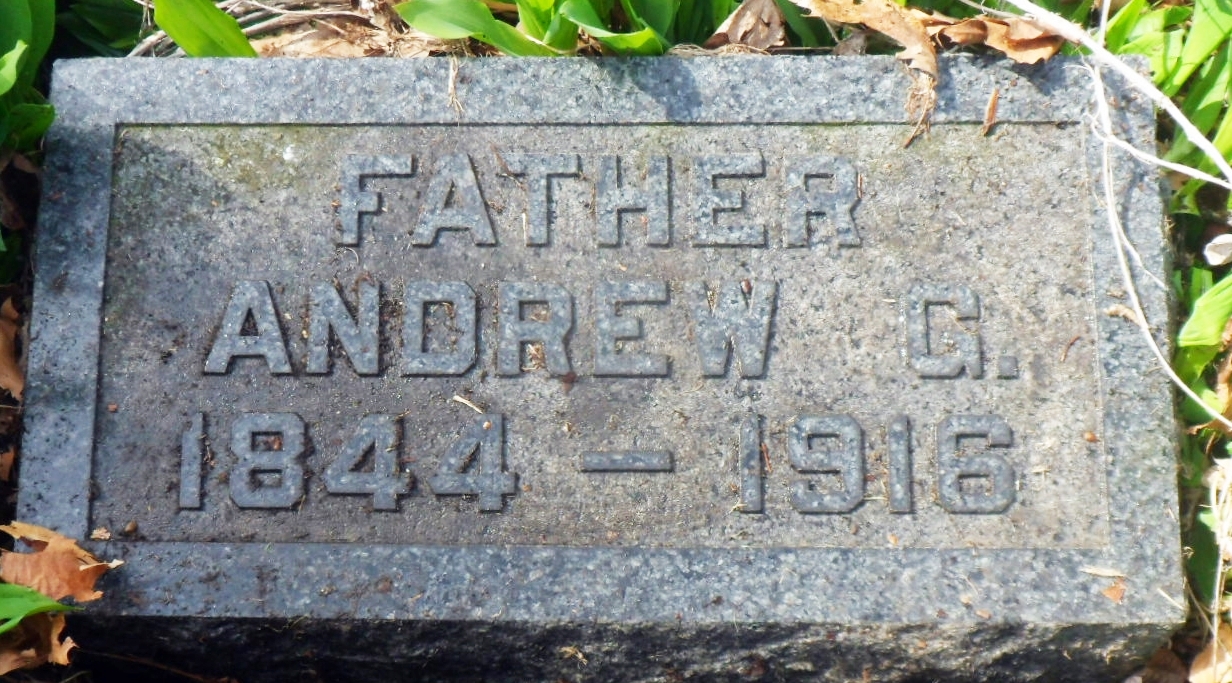 FATHER
ANDREW G.
1844 – 1916